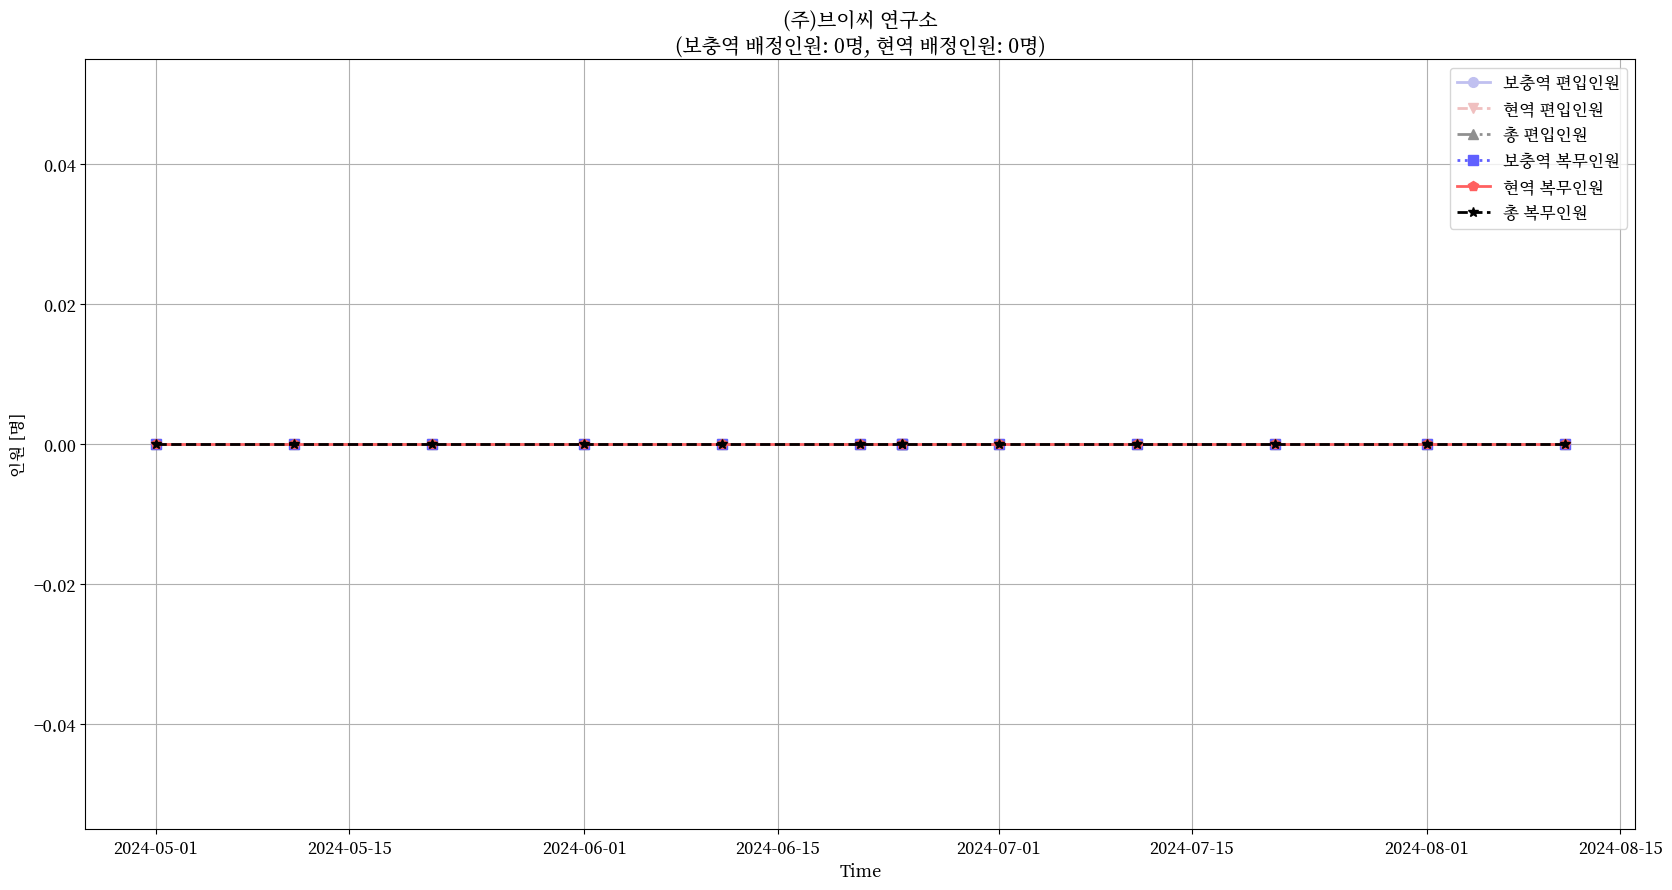 (주)브이씨 연구소
(보충역 배정인원: 0명, 현역 배정인원: 0명)
보충역 편입인원
현역 편입인원
총 편입인원
보충역 복무인원
현역 복무인원
총 복무인원
0.04
0.02
0.00
−0.02
−0.04
인원 [명]
2024-05-01 2024-05-15 2024-06-01 2024-06-15 2024-07-01 2024-07-15 2024-08-01 2024-08-15
Time